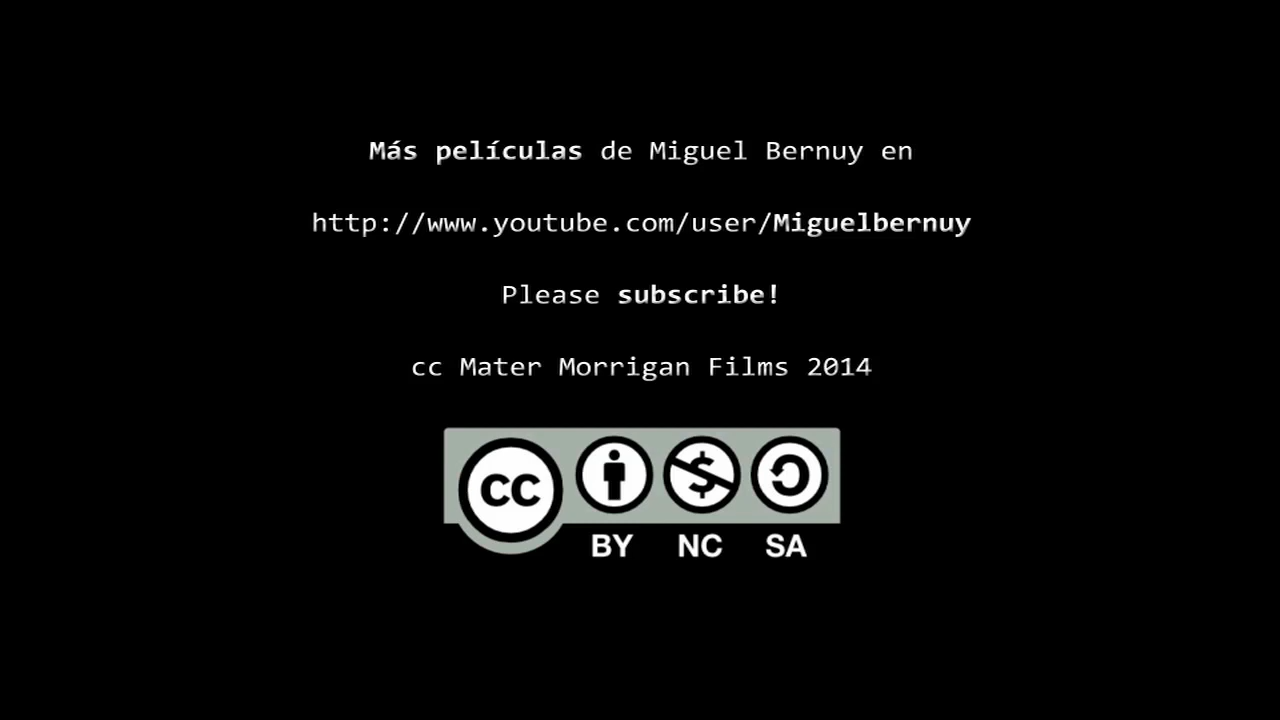 Más películas de Miguel Bernuy en
http://www.youtube.com/user/Miguelbernuy
Please subscribe!
cc Mater Morrigan Films 2014
cc $
BY NC SA